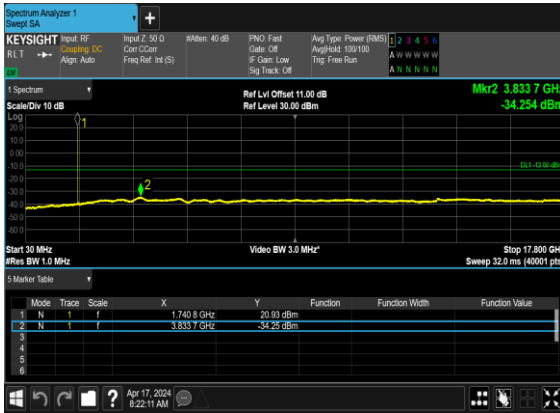 Spectrum Analyzer 1
Swept SA
+
KEYSIGHT Input: RF Input Z: 50 Ω #Atten: 40 dB PNO: Fast Avg Type: Power (RMS) 1 2 3 4 5 6
RLT Coupling: DC Corr CCorr Gate: Off Avg|Hold: 100/100 A W W W W W
Align: Auto Freq Ref: Int (S) IF Gain: Low Trig: Free Run
Sig Track: Off A N N N N N
1 Spectrum
Scale/Div 10 dB
Ref Lvl Offset 11.00 dB
Ref Level 30.00 dBm
Mkr2 3.833 7 GHz
-34.254 dBm
Log
20.0
10.0
0.00
-10.0
-20.0
-30.0
-40.0
-50.0
-60.0
1
2
DL1 -13.00 dBm
Start 30 MHz Video BW 3.0 MHz* Stop 17.800 GHz
#Res BW 1.0 MHz Sweep 32.0 ms (40001 pts)
5 Marker Table
Mode Trace Scale X Y Function Function Width Function Value
1 N 1 f 1.740 8 GHz 20.93 dBm
2 N 1 f 3.833 7 GHz -34.25 dBm
3
4
5
6
? Apr 17, 2024
8:22:11 AM